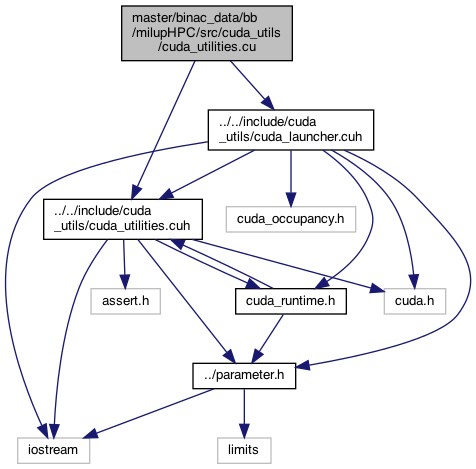 master/binac_data/bb
/milupHPC/src/cuda_utils
/cuda_utilities.cu
../../include/cuda
_utils/cuda_launcher.cuh
../../include/cuda
_utils/cuda_utilities.cuh
cuda_occupancy.h
assert.h
cuda_runtime.h
cuda.h
../parameter.h
iostream
limits